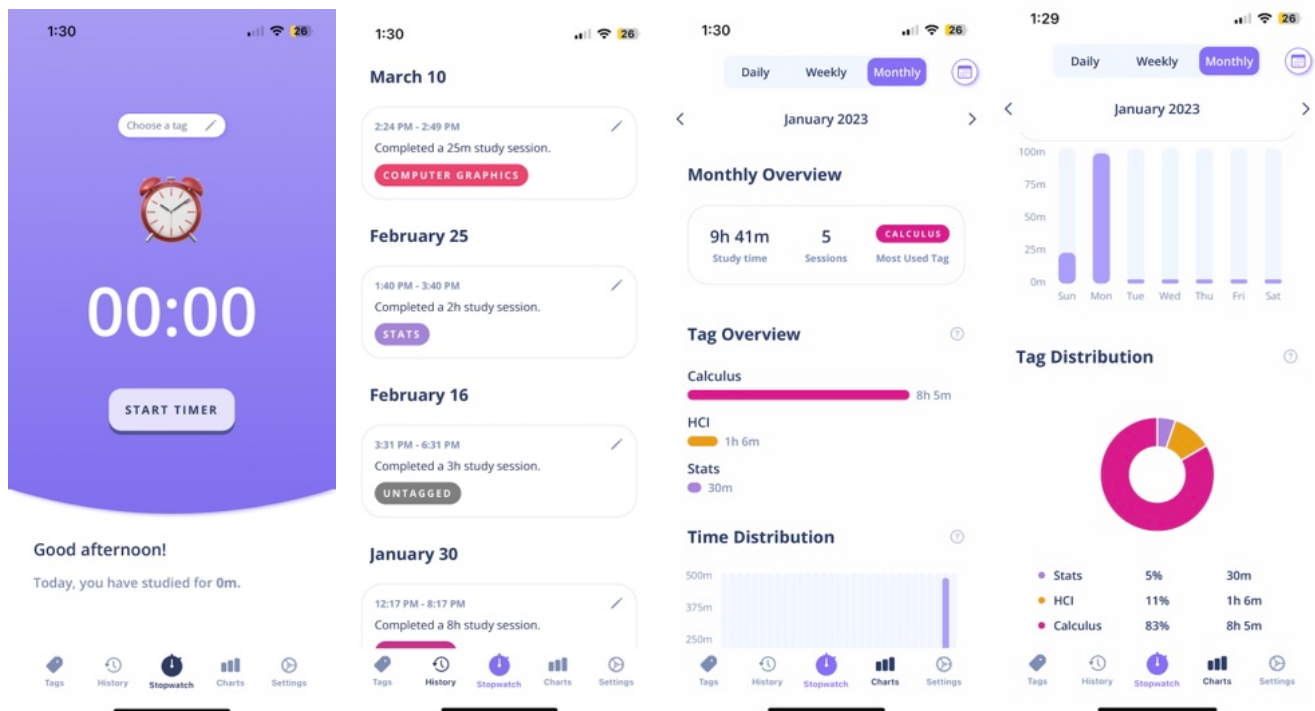 1:30
26
Choose a tag
00:00
START TIMER
Good afternoon!
Today, you have studied for 0m.
Tags History Stopwatch Charts Settings
1:30
26
March 10
2:24 PM - 2:49 PM
Completed a 25m study session.
COMPUTER GRAPHICS
February 25
1:40 PM - 3:40 PM
Completed a 2h study session.
STATS
February 16
3:31 PM - 6:31 PM
Completed a 3h study session.
UNTAGGED
January 30
12:17 PM - 8:17 PM
Completed a 8h study session.
Tags History Stopwatch Charts Settings
1:30
26
Daily Weekly Monthly
January 2023
Monthly Overview
9h 41m 5 CALCULUS
Study time Sessions Most Used Tag
Tag Overview
?
Calculus
8h 5m
HCI
1h 6m
Stats
30m
Time Distribution
?
500m
375m
250m
Tags History Stopwatch Charts Settings
1:29
26
Daily Weekly Monthly
January 2023
100m
75m
50m
25m
0m
Sun Mon Tue Wed Thu Fri Sat
Tag Distribution
?
Stats 5% 30m
HCI 11% 1h 6m
Calculus 83% 8h 5m
Tags History Stopwatch Charts Settings